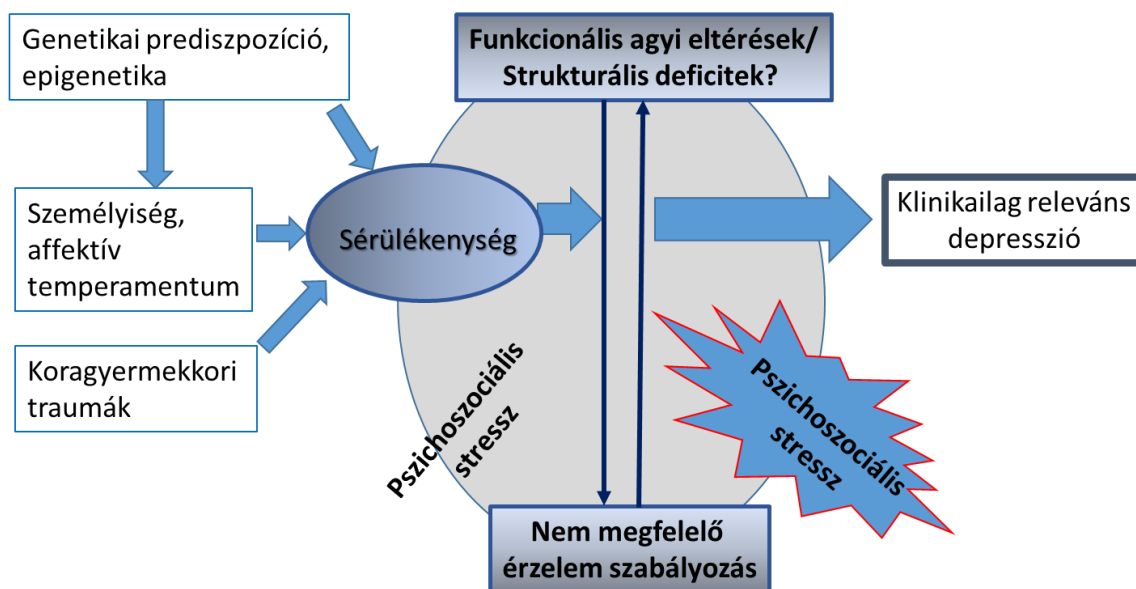 Genetikai prediszpozíció,
epigenetika
Funkcionális agyi eltérések/
Strukturális deficitek?
Személyiség,
affektív
temperamentum
Sérülékenység
Klinikailag releváns
depresszió
Koragyermekkori
traumák
Pszichoszociális
stressz
Pszichoszociális
stressz
Nem megfelelő
érzelem szabályozás